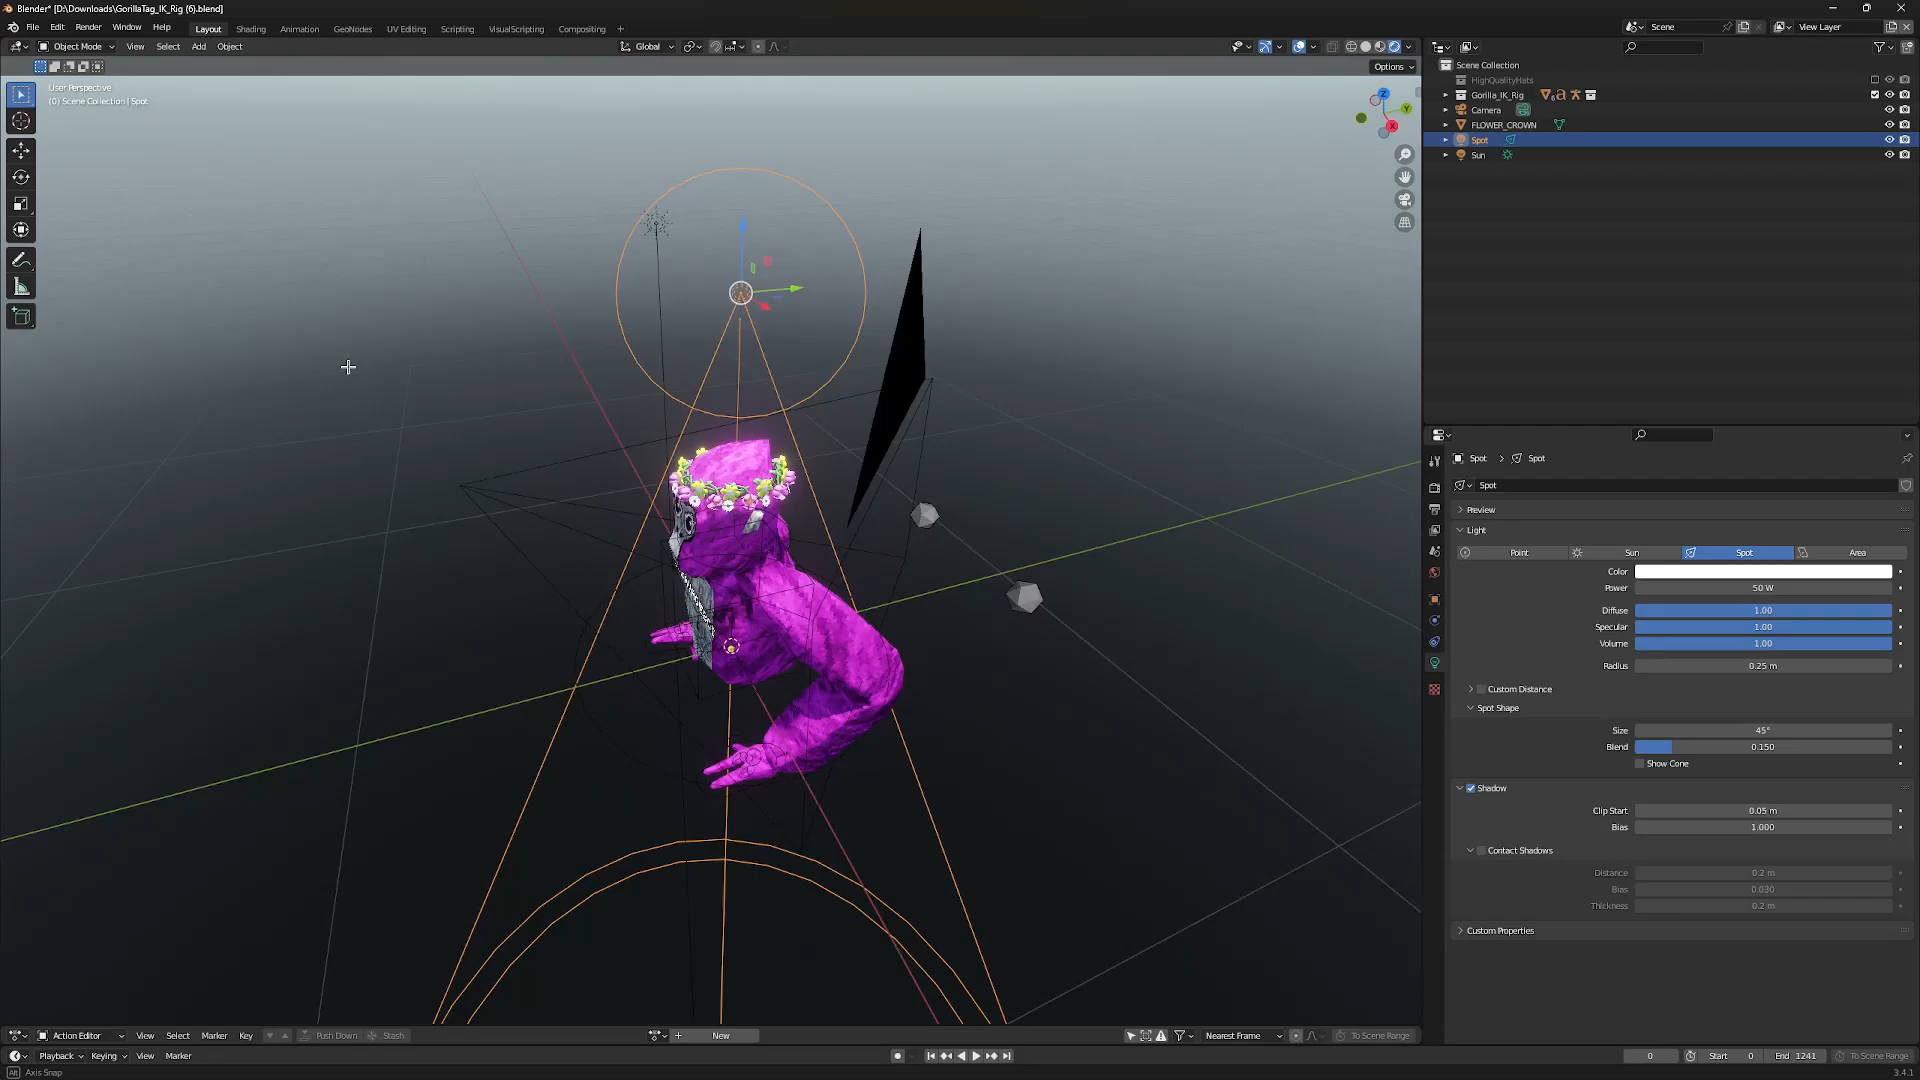 Blender* [D:\Downloads\GorillaTag_IK_Rig (6).blend]
File Edit Render Window Help
Layout Shading Animation GeoNodes UV Editing Scripting VisualScripting Compositing +
Scene
View Layer
Object Mode View Select Add Object
Global
Options
User Perspective
(0) Scene Collection | Spot
Z
Y
X
Scene Collection
HighQualityHats
Gorilla_IK_Rig
Camera
FLOWER_CROWN
Spot
Sun
Spot > Spot
Spot
Preview
Light
Point Sun Spot Area
Color
Power 50 W
Diffuse 1.00
Specular 1.00
Volume 1.00
Radius 0.25 m
Custom Distance
Spot Shape
Size 45°
Blend 0.150
Show Cone
Shadow
Clip Start 0.05 m
Bias 1.000
Contact Shadows
Distance 0.2 m
Bias 0.030
Thickness 0.2 m
Custom Properties
Action Editor View Select Marker Key Push Down Stash + New Nearest Frame To Scene Range
Playback Keying View Marker 0 Start 0 End 1241 To Scene Range
Alt Axis Snap
3.4.1